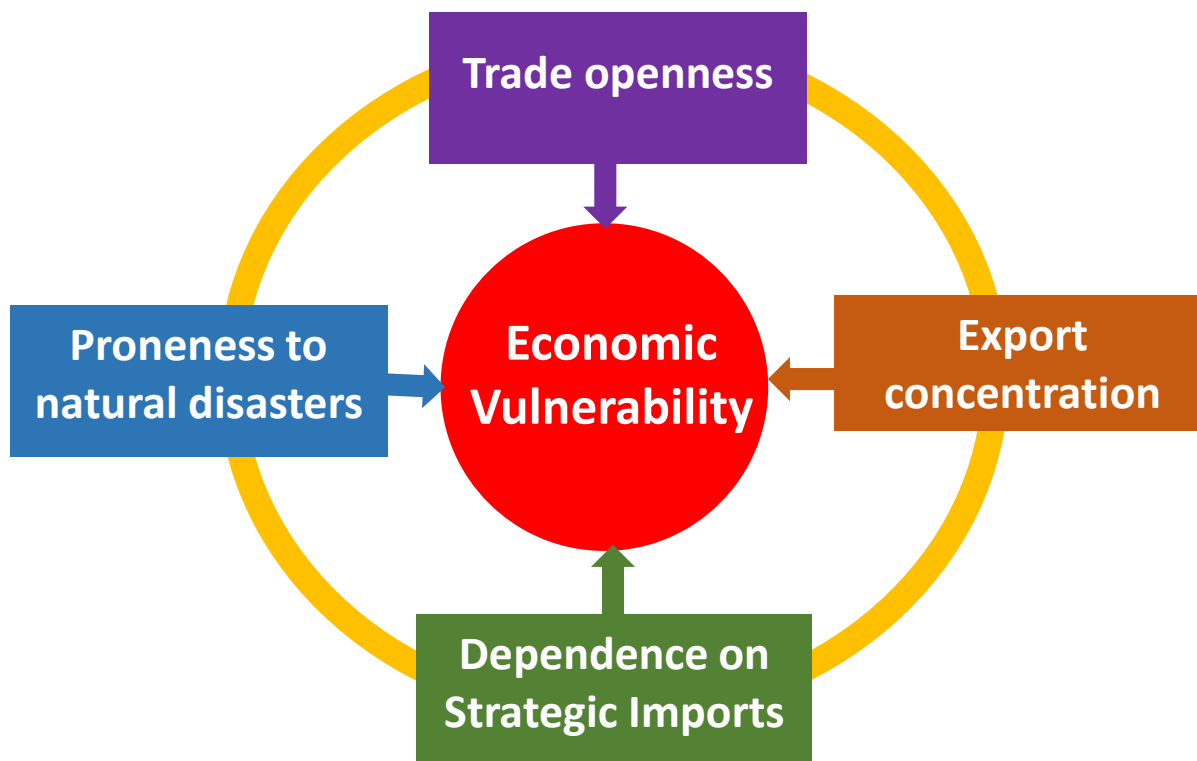 Trade openness
Proneness to
natural disasters
Economic
Vulnerability
Export
concentration
Dependence on
Strategic Imports